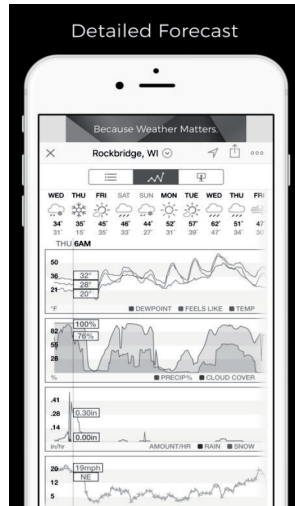 Detailed Forecast
Because Weather Matters.
Rockbridge, WI
WED THU FRI SAT SUN MON TUE WED THU FRI
34° 35° 45° 46° 44° 52° 57° 62° 51° 47
31° 15° 35° 33° 27° 31° 39° 47° 34° 30
THU 6AM
50
36
21
32°
28°
20°
°F
DEWPOINT FEELS LIKE TEMP
82
55
28
100%
76%
%
PRECIP% CLOUD COVER
.41
.28
.14
0.30in
0.00in
in/hr
AMOUNT/HR RAIN SNOW
20
12
5
19mph
NE